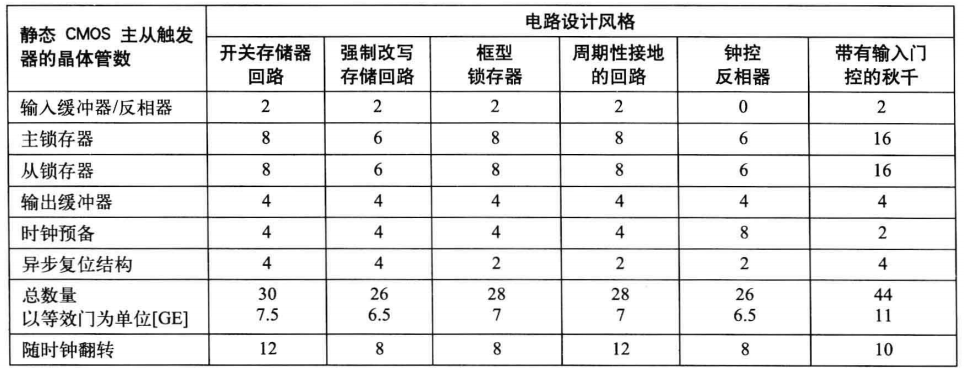 静态 CMOS 主从触发器的晶体管数 电路设计风格
开关存储器回路 强制改写存储回路 框型锁存器 周期性接地的回路 钟控反相器 带有输入门控的秋千
输入缓冲器/反相器 2 2 2 2 0 2
主锁存器 8 6 8 8 6 16
从锁存器 8 6 8 8 6 16
输出缓冲器 4 4 4 4 4 4
时钟预备 4 4 4 4 8 2
异步复位结构 4 4 2 2 2 4
总数量 30 26 28 28 26 44
以等效门为单位[GE] 7.5 6.5 7 7 6.5 11
随时钟翻转 12 8 8 12 8 10